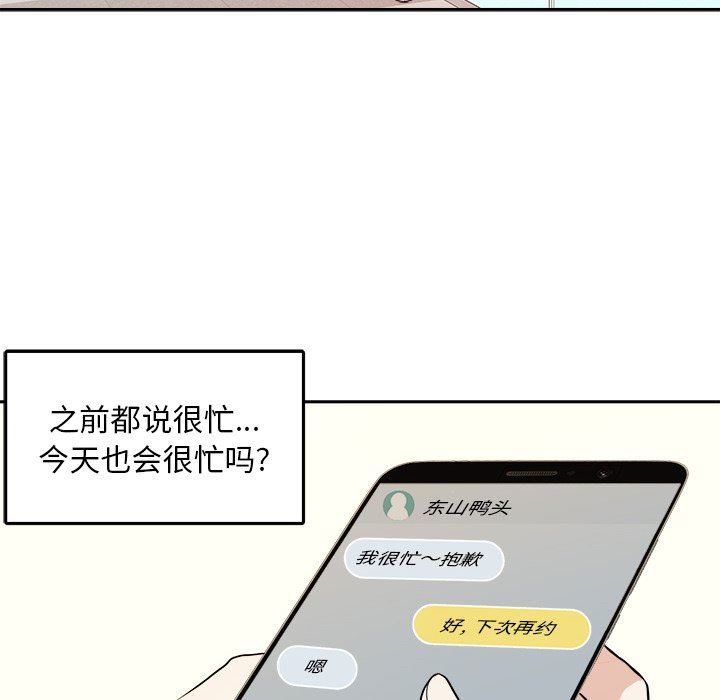 之前都说很忙...
今天也会很忙吗?
东山鸭头
我很忙～抱歉
好, 下次再约
嗯